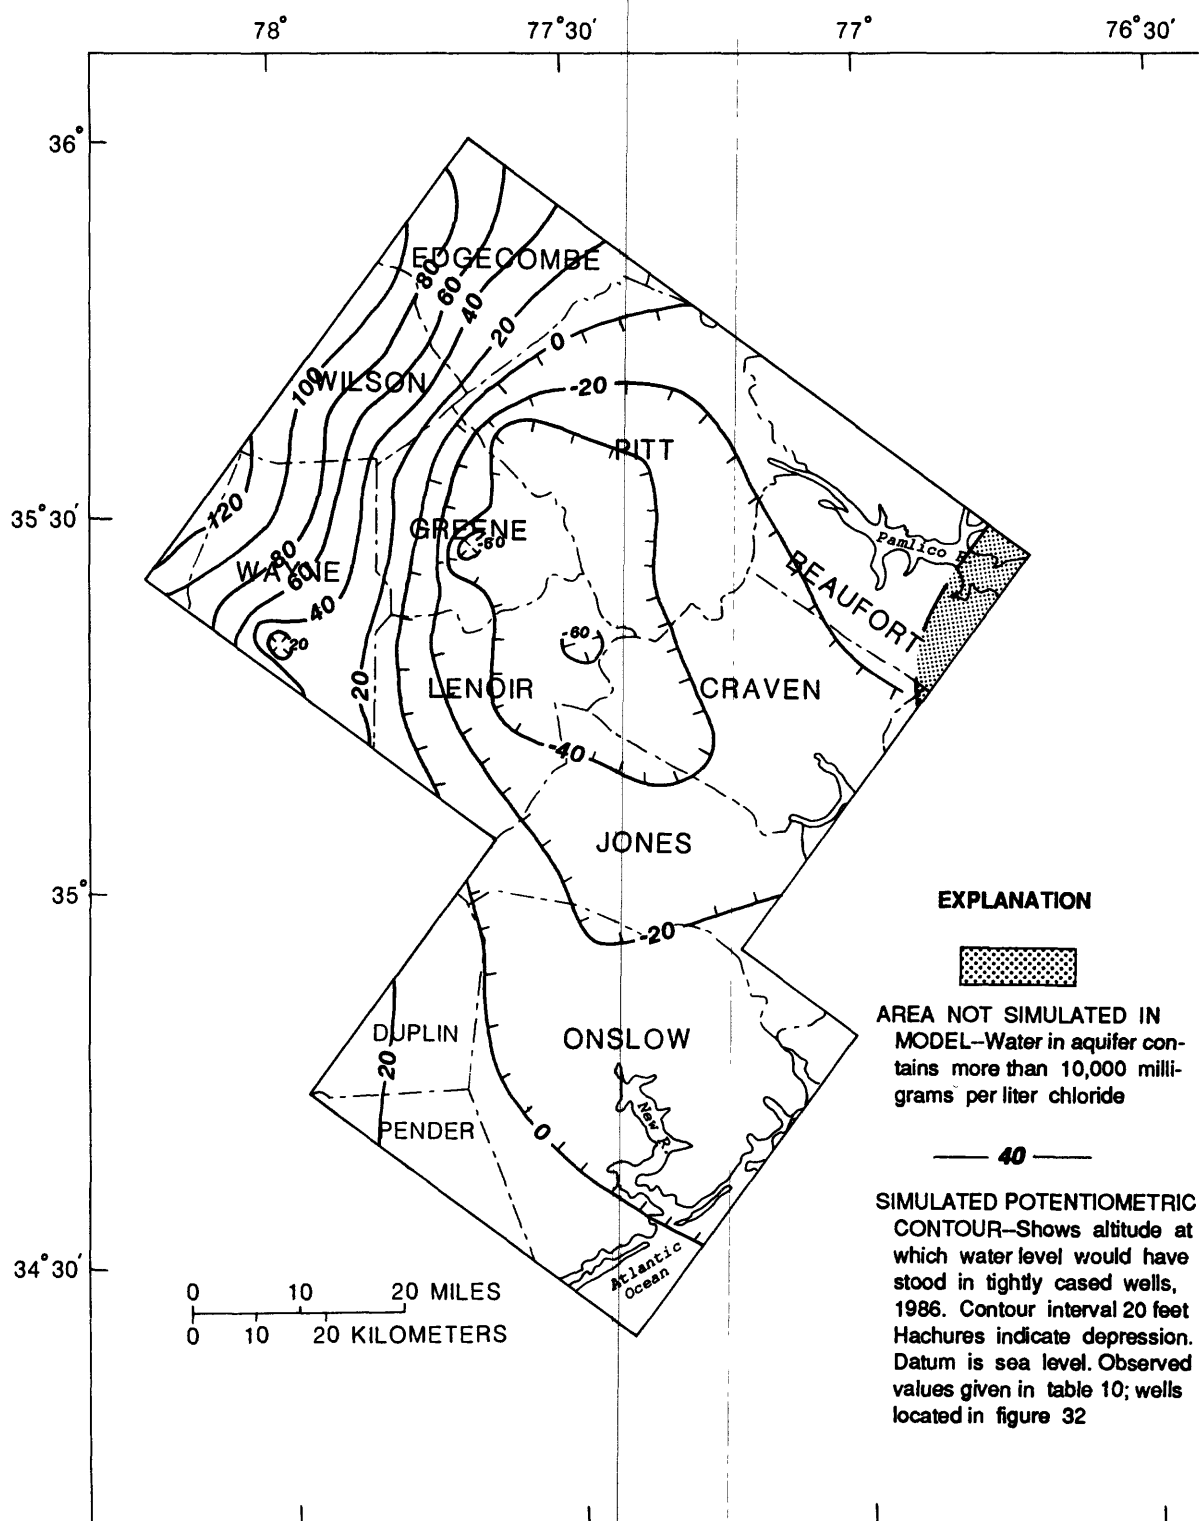 78° 77°30′ 77° 76°30′
36°
EDGECOMBE
80
60
40
20
0
100
WILSON
-20
PITT
35°30′
120
GREENE
-60
Pamlico R.
80
WAYNE
60
BEAUFORT
40
-60
20
20
LENOIR
CRAVEN
-40
JONES
35°
-20
DUPLIN
ONSLOW
20
New R.
PENDER
0
34°30′
Atlantic
Ocean
0 10 20 MILES
0 10 20 KILOMETERS
EXPLANATION
AREA NOT SIMULATED IN
MODEL--Water in aquifer con-
tains more than 10,000 milli-
grams per liter chloride
40
SIMULATED POTENTIOMETRIC
CONTOUR--Shows altitude at
which water level would have
stood in tightly cased wells,
1986. Contour interval 20 feet
Hachures indicate depression.
Datum is sea level. Observed
values given in table 10; wells
located in figure 32